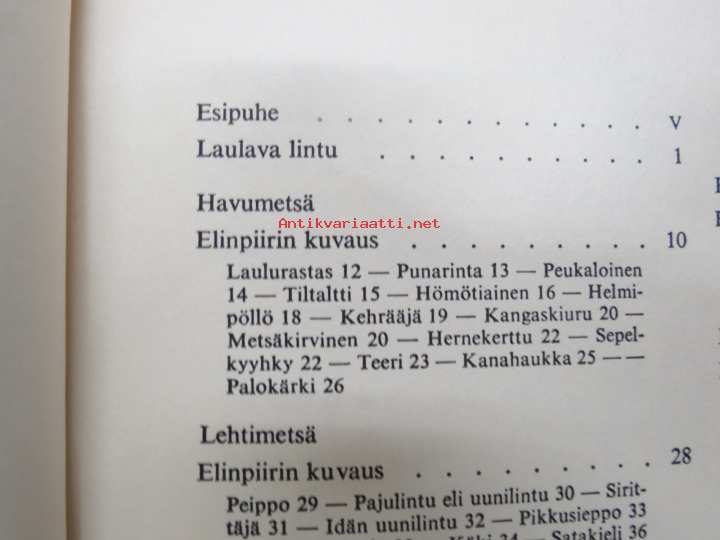 Esipuhe . . . . . . . . . . . . V
Laulava lintu . . . . . . . . . . 1
Havumetsä
Antikvariaatti.net
Elinpiirin kuvaus . . . . . . . . . 10
Laulurastas 12 — Punarinta 13 — Peukaloinen
14 — Tiltaltti 15 — Hömötiainen 16 — Helmi-
pöllö 18 — Kehrääjä 19 — Kangaskiuru 20 —
Metsäkirvinen 20 — Hernekerttu 22 — Sepel-
kyyhky 22 — Teeri 23 — Kanahaukka 25 — —
Palokärki 26
Lehtimetsä
Elinpiirin kuvaus . . . . . . . . . 28
Peippo 29 — Pajulintu eli uunilintu 30 — Sirit-
täjä 31 — Idän uunilintu 32 — Pikkusieppo 33
34 — Satakieli 36